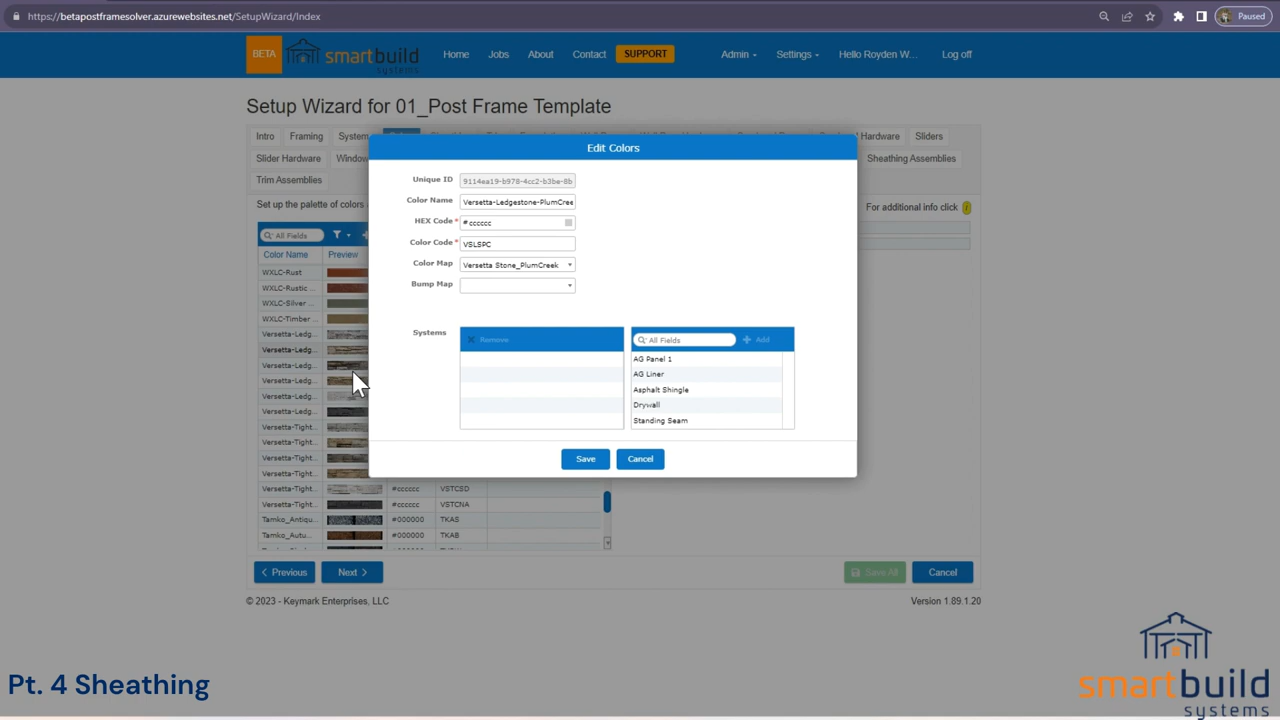 https://betapostframesolver.azurewebsites.net/SetupWizard/Index
Paused
BETA
smartbuild
systems
Home
Jobs
About
Contact
SUPPORT
Admin
Settings
Hello Royden W...
Log off
Setup Wizard for 01_Post Frame Template
Intro
Framing
System
Hardware
Sliders
Slider Hardware
Window
Sheathing Assemblies
Trim Assemblies
Set up the palette of colors
For additional info click
All Fields
Color Name
Preview
WXLC-Rust
WXLC-Rustic ...
WXLC-Silver ...
WXLC-Timber ...
Versetta-Ledg...
Versetta-Ledg...
Versetta-Ledg...
Versetta-Ledg...
Versetta-Ledg...
Versetta-Ledg...
Versetta-Tight...
Versetta-Tight...
Versetta-Tight...
Versetta-Tight...
Versetta-Tight... #cccccc VSTCSD
Versetta-Tight... #cccccc VSTCNA
Tamko_Antiqu... #000000 TKAS
Tamko_Autu... #000000 TKAB
Edit Colors
Unique ID 9114ea19-b978-4cc2-b3be-8b
Color Name Versetta-Ledgestone-PlumCree
HEX Code * #cccccc
Color Code * VSLSPC
Color Map Versetta Stone_PlumCreek
Bump Map
Systems
Remove
All Fields
Add
AG Panel 1
AG Liner
Asphalt Shingle
Drywall
Standing Seam
Save
Cancel
Previous
Next
Save All
Cancel
© 2023 - Keymark Enterprises, LLC
Version 1.89.1.20
Pt. 4 Sheathing
smartbuild
systems